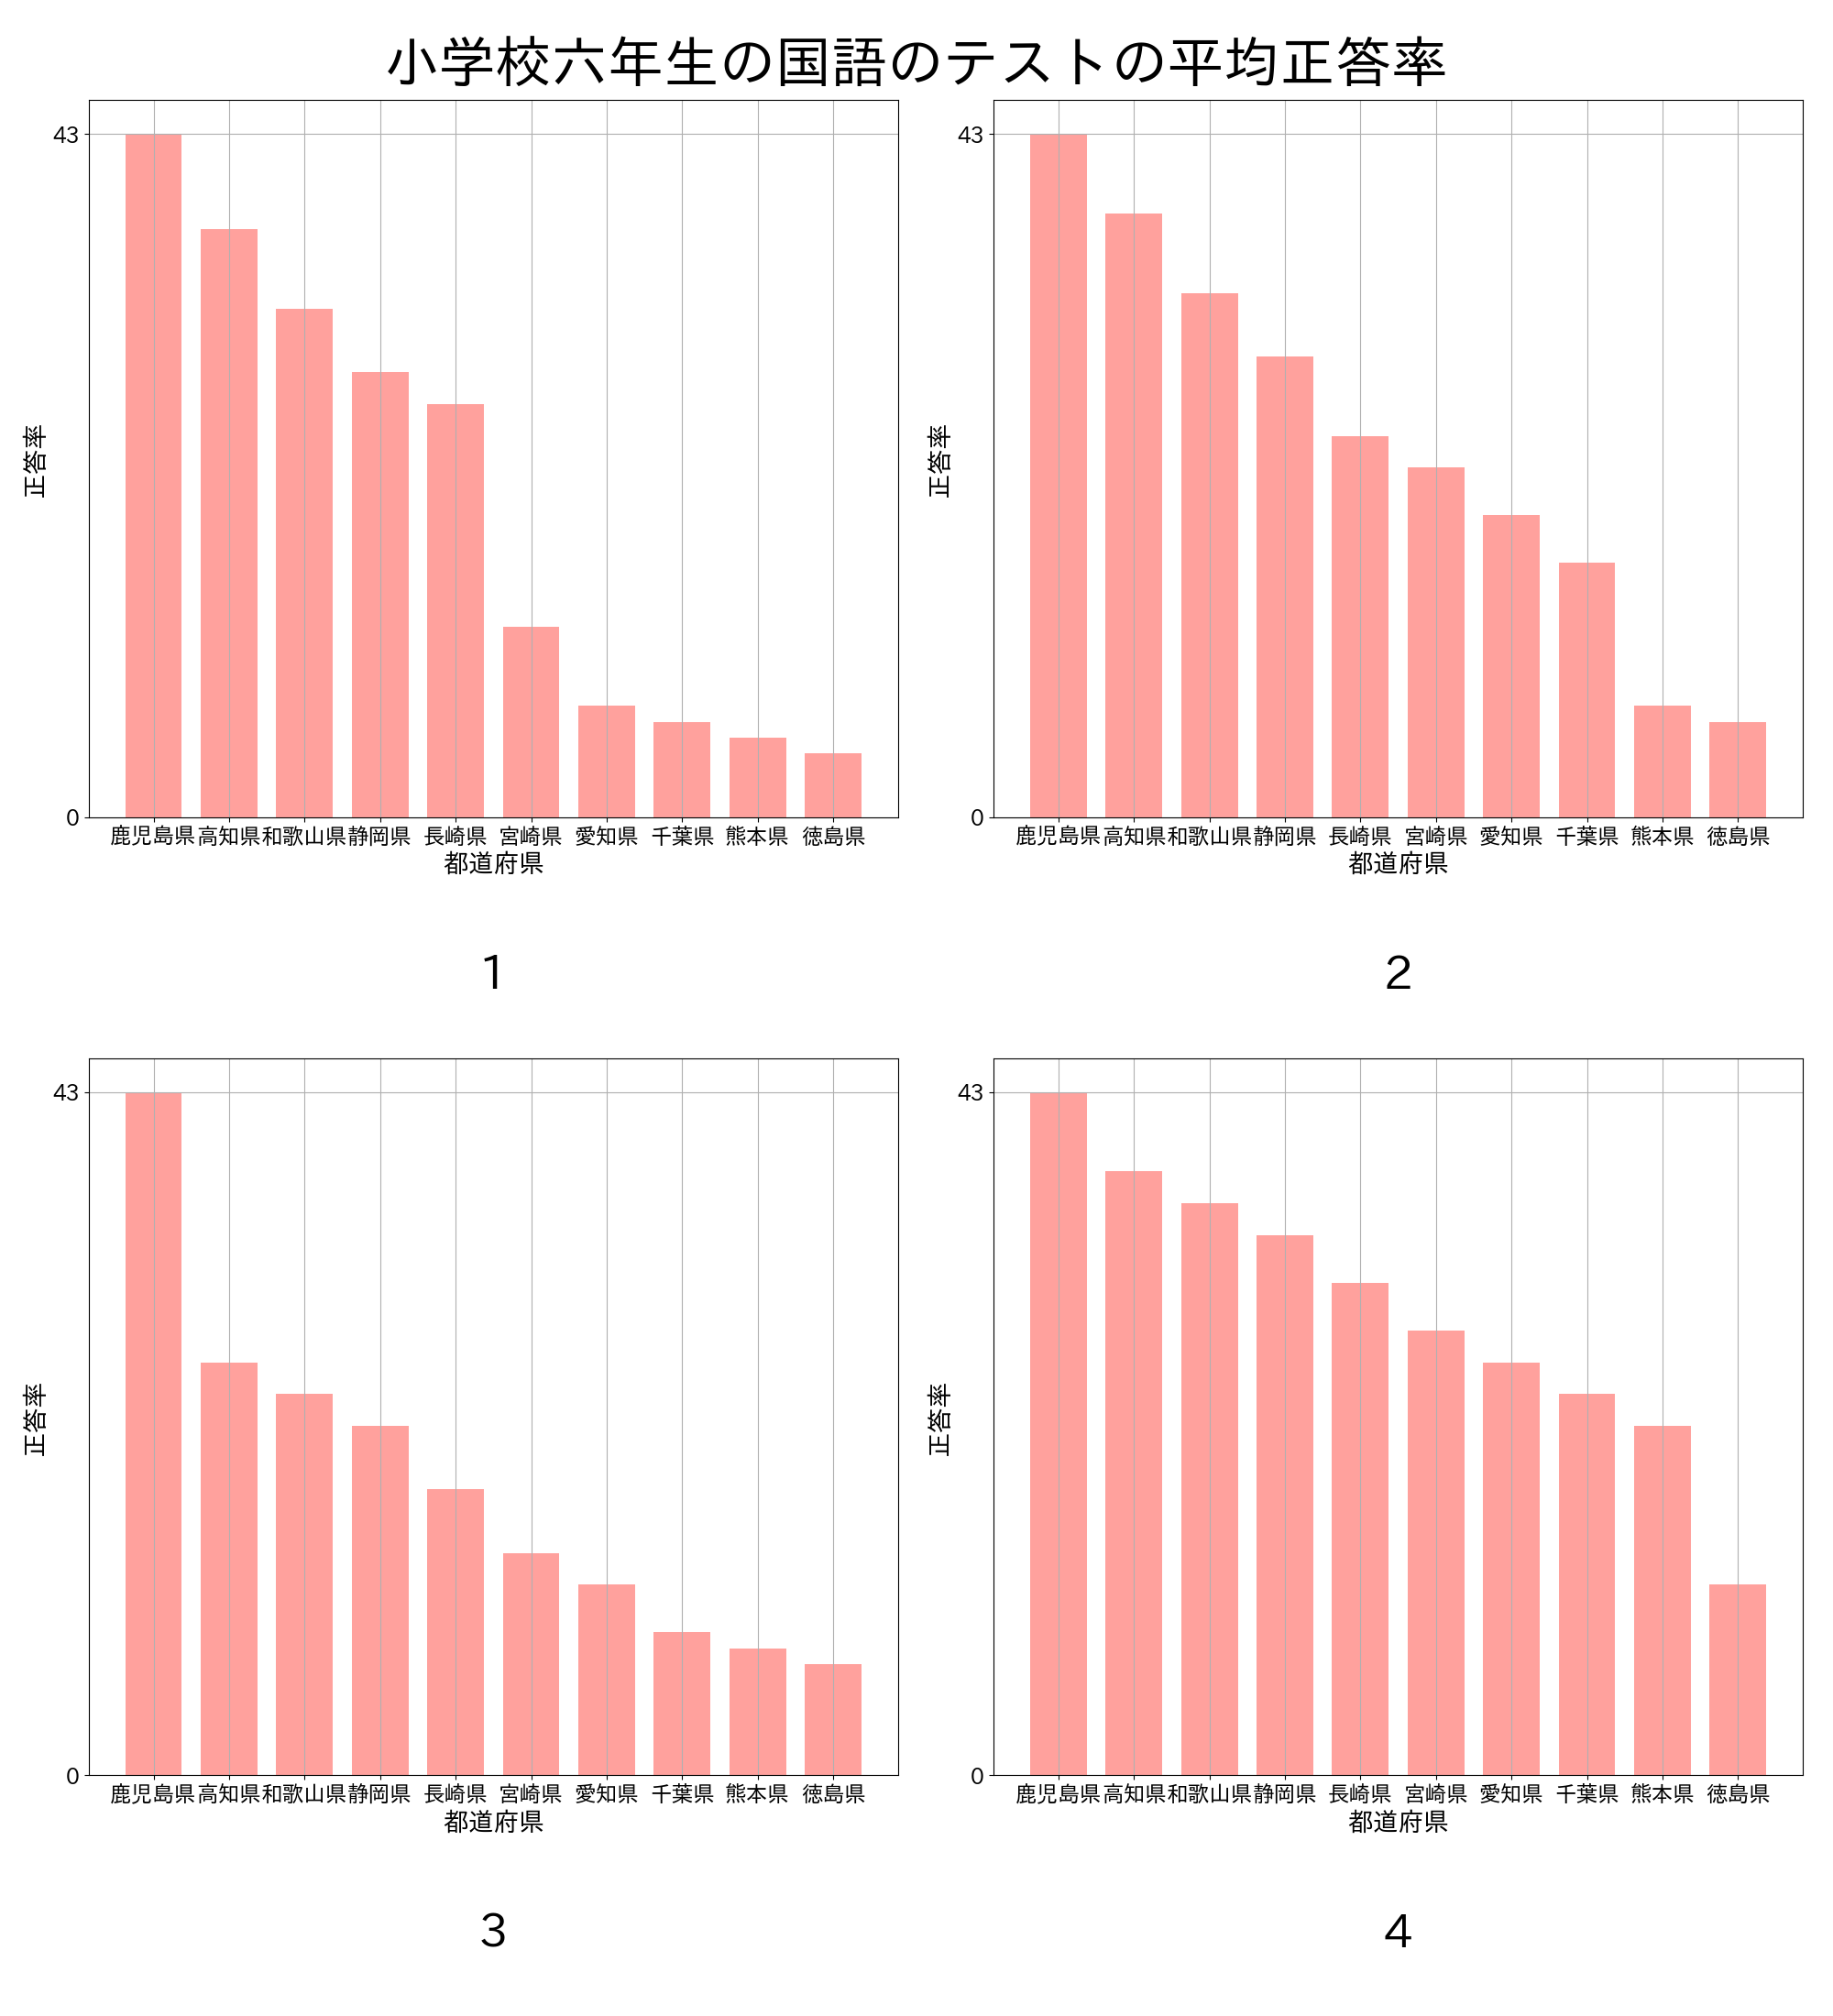 小学校六年生の国語のテストの平均正答率
43
正答率
0
鹿児島県 高知県 和歌山県 静岡県 長崎県 宮崎県 愛知県 千葉県 熊本県 徳島県
都道府県
1
43
正答率
0
鹿児島県 高知県 和歌山県 静岡県 長崎県 宮崎県 愛知県 千葉県 熊本県 徳島県
都道府県
2
43
正答率
0
鹿児島県 高知県 和歌山県 静岡県 長崎県 宮崎県 愛知県 千葉県 熊本県 徳島県
都道府県
3
43
正答率
0
鹿児島県 高知県 和歌山県 静岡県 長崎県 宮崎県 愛知県 千葉県 熊本県 徳島県
都道府県
4